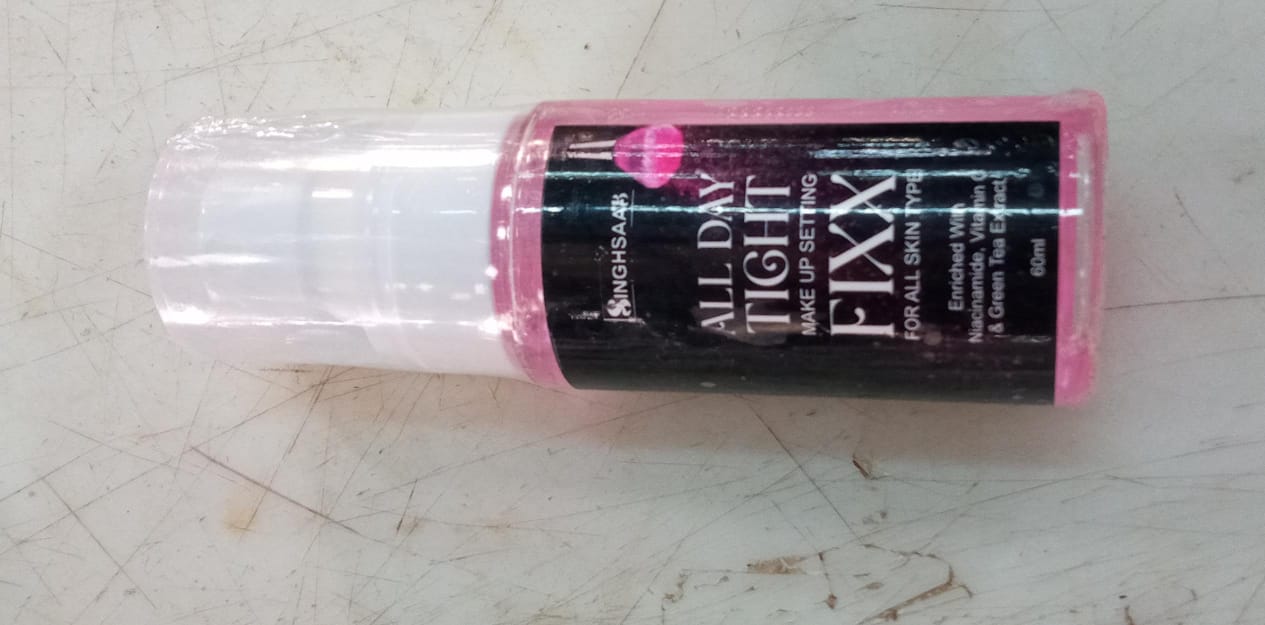 SINGHSAAB
ALL DAY
TIGHT
MAKE UP SETTING
FIXX
FOR ALL SKIN TYPE
Enriched With
Niacinamide, Vitamin C
& Green Tea Extract
60ml